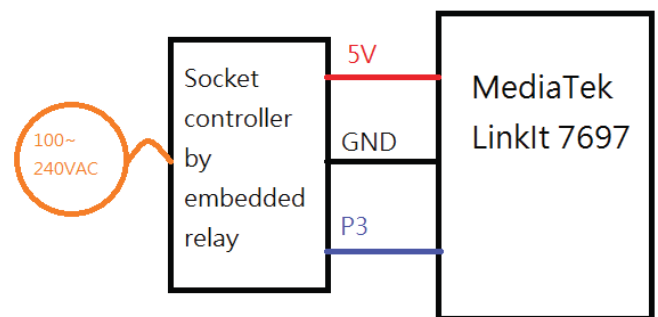 100~
240VAC
Socket
controller
by
embedded
relay
5V
GND
P3
MediaTek
LinkIt 7697